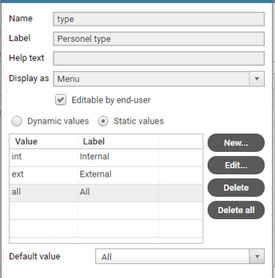 Name type
Label Personel type
Help text
Display as Menu
Editable by end-user
Dynamic values Static values
Value Label New...
int Internal Edit...
ext External Delete
all All Delete all
Default value All